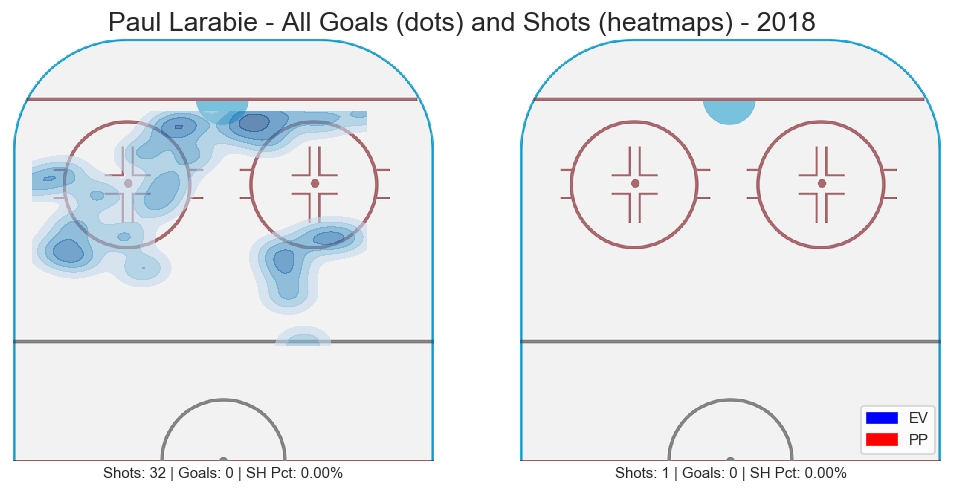 Paul Larabie - All Goals (dots) and Shots (heatmaps) - 2018
EV
PP
Shots: 32 | Goals: 0 | SH Pct: 0.00%
Shots: 1 | Goals: 0 | SH Pct: 0.00%